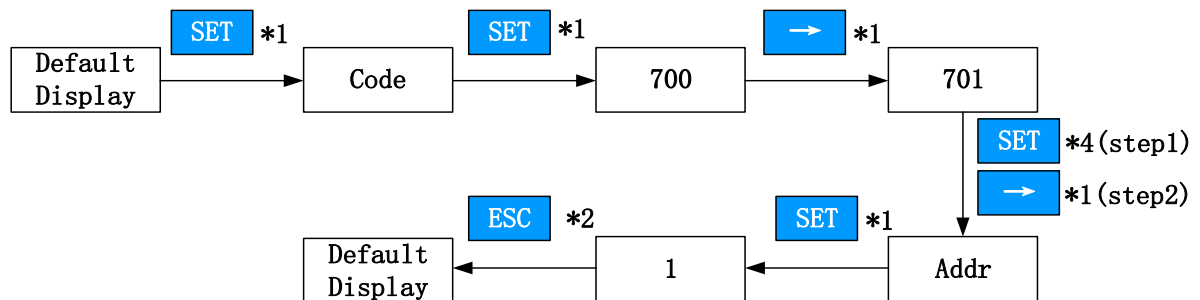 SET *1
SET *1
→ *1
Default
Display
Code
700
701
SET *4(step1)
→ *1(step2)
ESC *2
SET *1
Default
Display
1
Addr